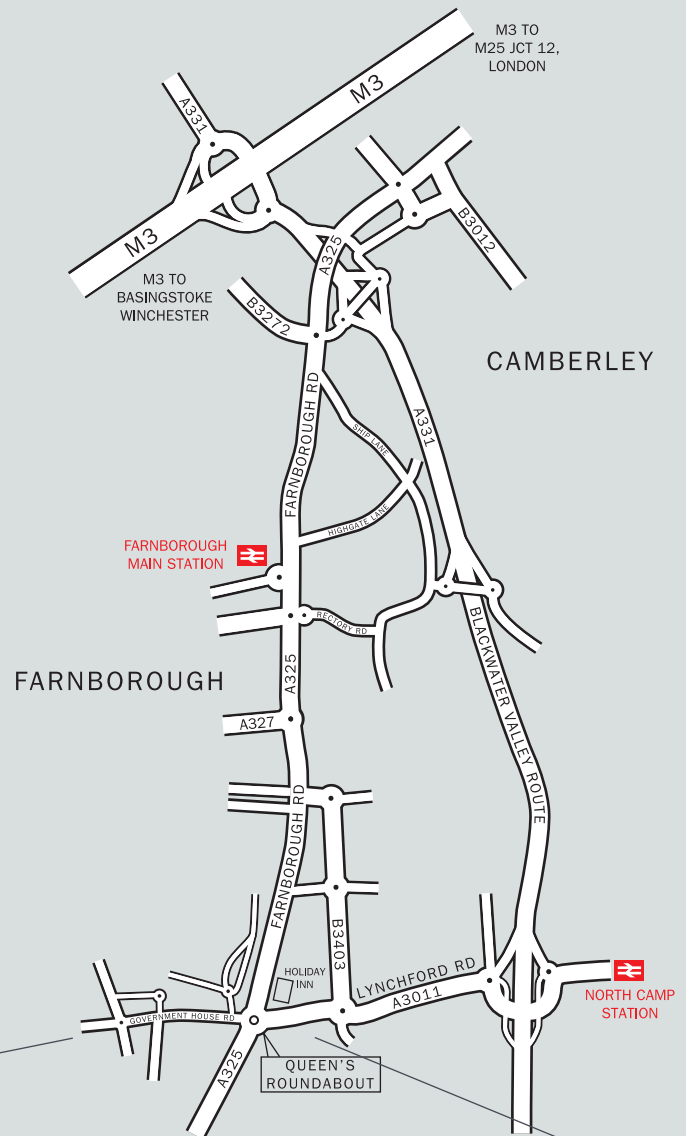 M3 TO
M25 JCT 12,
LONDON
M3
A331
M3
A325
B3012
M3 TO
BASINGSTOKE
WINCHESTER
B3272
CAMBERLEY
FARNBOROUGH RD
A331
SHIP LANE
HIGHGATE LANE
FARNBOROUGH
MAIN STATION
RECTORY RD
BLACKWATER VALLEY ROUTE
FARNBOROUGH
A325
A327
FARNBOROUGH RD
B3403
HOLIDAY
INN
LYNCHFORD RD
A3011
NORTH CAMP
STATION
GOVERNMENT HOUSE RD
A325
QUEEN'S
ROUNDABOUT